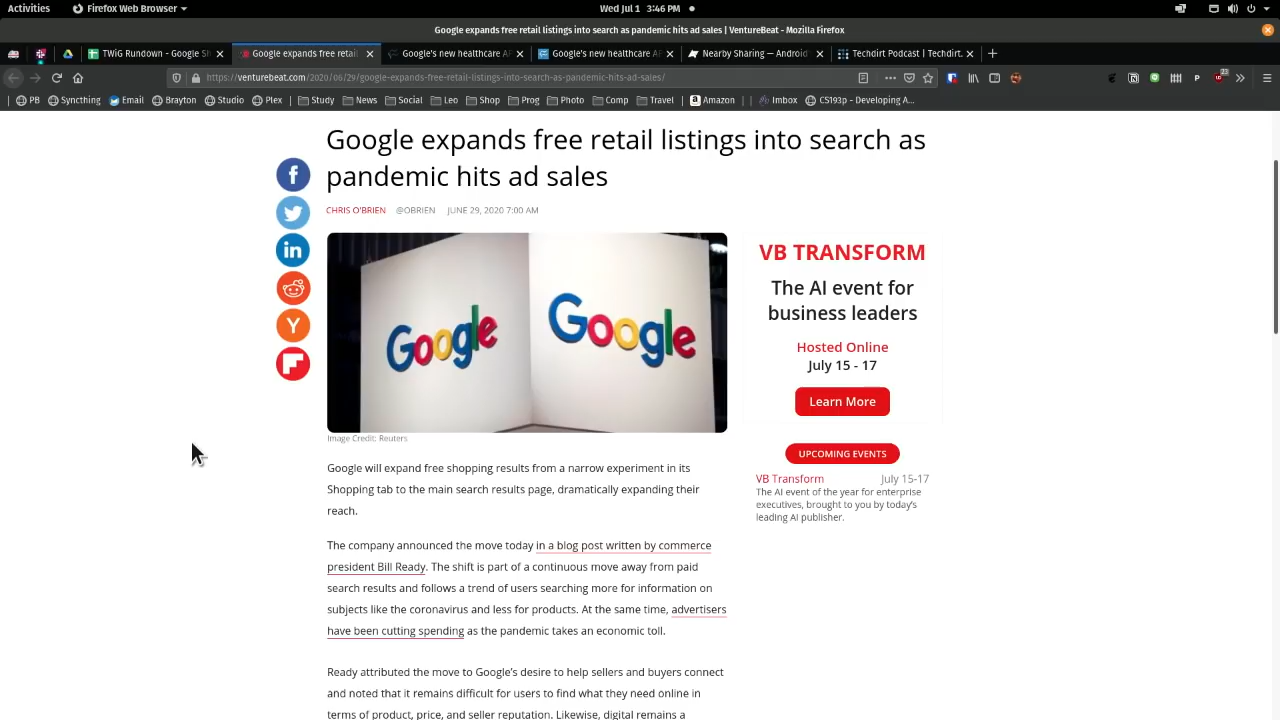 Activities
Firefox Web Browser
Wed Jul 1 3:46 PM
Google expands free retail listings into search as pandemic hits ad sales | VentureBeat - Mozilla Firefox
TWiG Rundown - Google Sh
Google expands free retail
Google's new healthcare AP
Google's new healthcare AP
Nearby Sharing — Android
Techdirt Podcast | Techdirt.
https://venturebeat.com/2020/06/29/google-expands-free-retail-listings-into-search-as-pandemic-hits-ad-sales/
P
23
PB
Syncthing
Email
Brayton
Studio
Plex
Study
News
Social
Leo
Shop
Prog
Photo
Comp
Travel
Amazon
Imbox
CS193p - Developing A...
Google expands free retail listings into search as
pandemic hits ad sales
CHRIS O'BRIEN @OBRIEN JUNE 29, 2020 7:00 AM
Google
Google
Image Credit: Reuters
Google will expand free shopping results from a narrow experiment in its
Shopping tab to the main search results page, dramatically expanding their
reach.
The company announced the move today in a blog post written by commerce
president Bill Ready. The shift is part of a continuous move away from paid
search results and follows a trend of users searching more for information on
subjects like the coronavirus and less for products. At the same time, advertisers
have been cutting spending as the pandemic takes an economic toll.
Ready attributed the move to Google's desire to help sellers and buyers connect
and noted that it remains difficult for users to find what they need online in
terms of product, price, and seller reputation. Likewise, digital remains a
VB TRANSFORM
The AI event for
business leaders
Hosted Online
July 15 - 17
Learn More
UPCOMING EVENTS
VB Transform July 15-17
The AI event of the year for enterprise
executives, brought to you by today's
leading AI publisher.